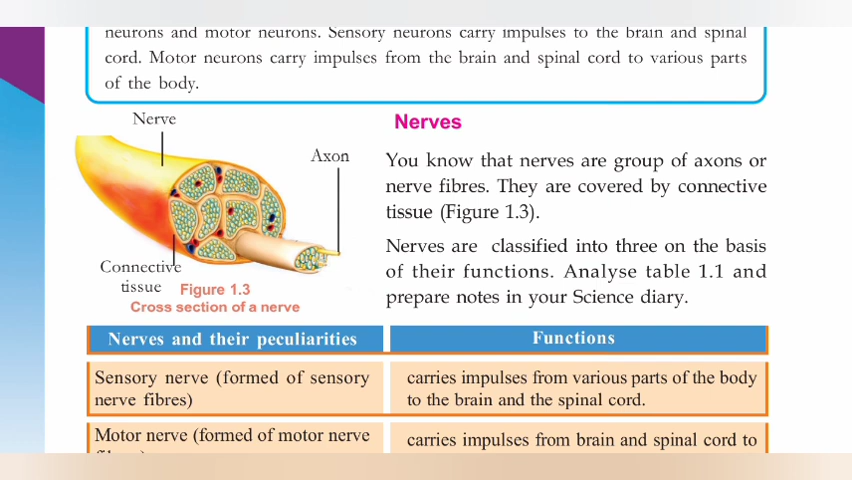 neurons and motor neurons. Sensory neurons carry impulses to the brain and spinal
cord. Motor neurons carry impulses from the brain and spinal cord to various parts
of the body.
Nerve
Axon
Connective
tissue
Figure 1.3
Cross section of a nerve
Nerves
You know that nerves are group of axons or
nerve fibres. They are covered by connective
tissue (Figure 1.3).
Nerves are classified into three on the basis
of their functions. Analyse table 1.1 and
prepare notes in your Science diary.
Nerves and their peculiarities
Functions
Sensory nerve (formed of sensory
nerve fibres)
carries impulses from various parts of the body
to the brain and the spinal cord.
Motor nerve (formed of motor nerve
carries impulses from brain and spinal cord to